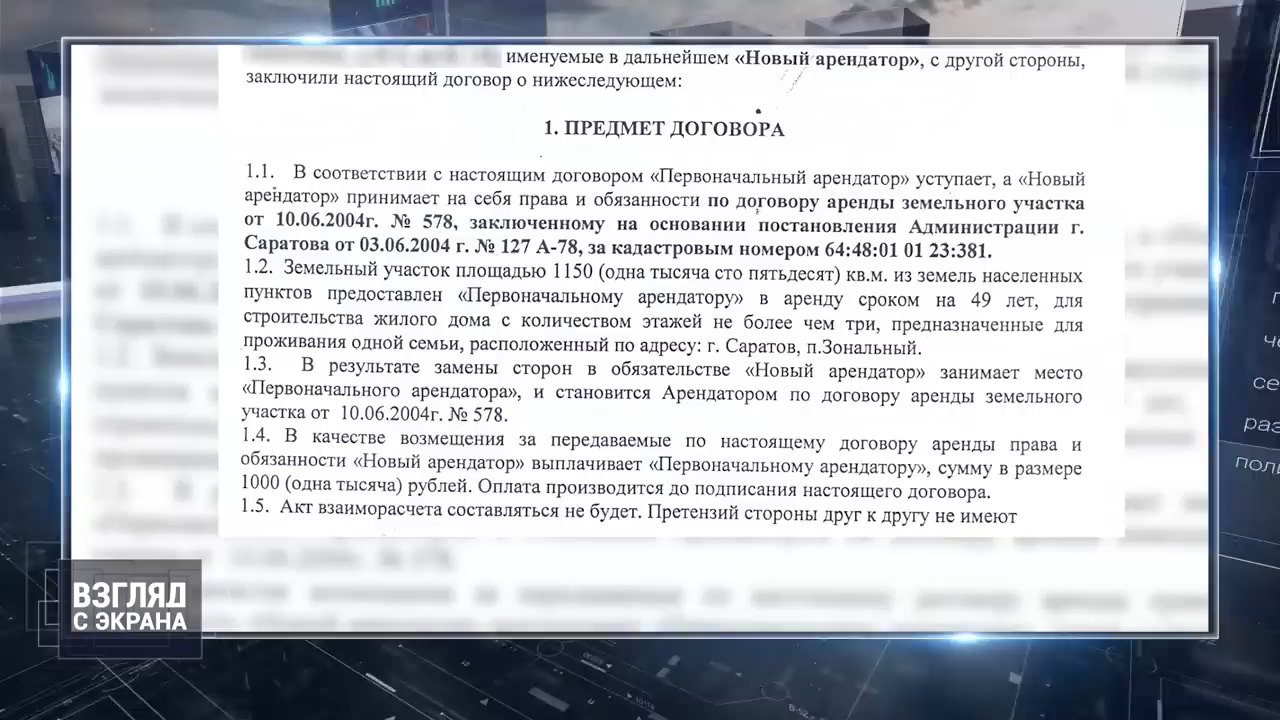 именуемые в дальнейшем «Новый арендатор», с другой стороны,
заключили настоящий договор о нижеследующем:
1. ПРЕДМЕТ ДОГОВОРА
1.1. В соответствии с настоящим договором «Первоначальный арендатор» уступает, а «Новый
арендатор» принимает на себя права и обязанности по договору аренды земельного участка
от 10.06.2004г. № 578, заключенному на основании постановления Администрации г.
Саратова от 03.06.2004 г. № 127 А-78, за кадастровым номером 64:48:01 01 23:381.
1.2. Земельный участок площадью 1150 (одна тысяча сто пятьдесят) кв.м. из земель населенных
пунктов предоставлен «Первоначальному арендатору» в аренду сроком на 49 лет, для
строительства жилого дома с количеством этажей не более чем три, предназначенные для
проживания одной семьи, расположенный по адресу: г. Саратов, п.Зональный.
1.3. В результате замены сторон в обязательстве «Новый арендатор» занимает место
«Первоначального арендатора», и становится Арендатором по договору аренды земельного
участка от 10.06.2004г. № 578.
1.4. В качестве возмещения за передаваемые по настоящему договору аренды права и
обязанности «Новый арендатор» выплачивает «Первоначальному арендатору», сумму в размере
1000 (одна тысяча) рублей. Оплата производится до подписания настоящего договора.
1.5. Акт взаиморасчета составляться не будет. Претензий стороны друг к другу не имеют
ВЗГЛЯД
С ЭКРАНА